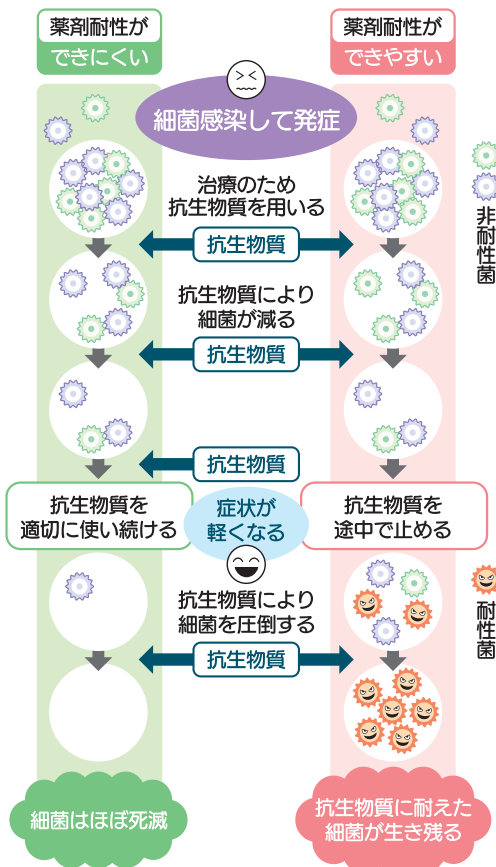 薬剤耐性が
できにくい
薬剤耐性が
できやすい
細菌感染して発症
治療のため
抗生物質を用いる
抗生物質
非耐性菌
抗生物質により
細菌が減る
抗生物質
抗生物質
抗生物質を
適切に使い続ける
症状が
軽くなる
抗生物質を
途中で止める
抗生物質により
細菌を圧倒する
抗生物質
耐性菌
細菌はほぼ死滅
抗生物質に耐えた
細菌が生き残る